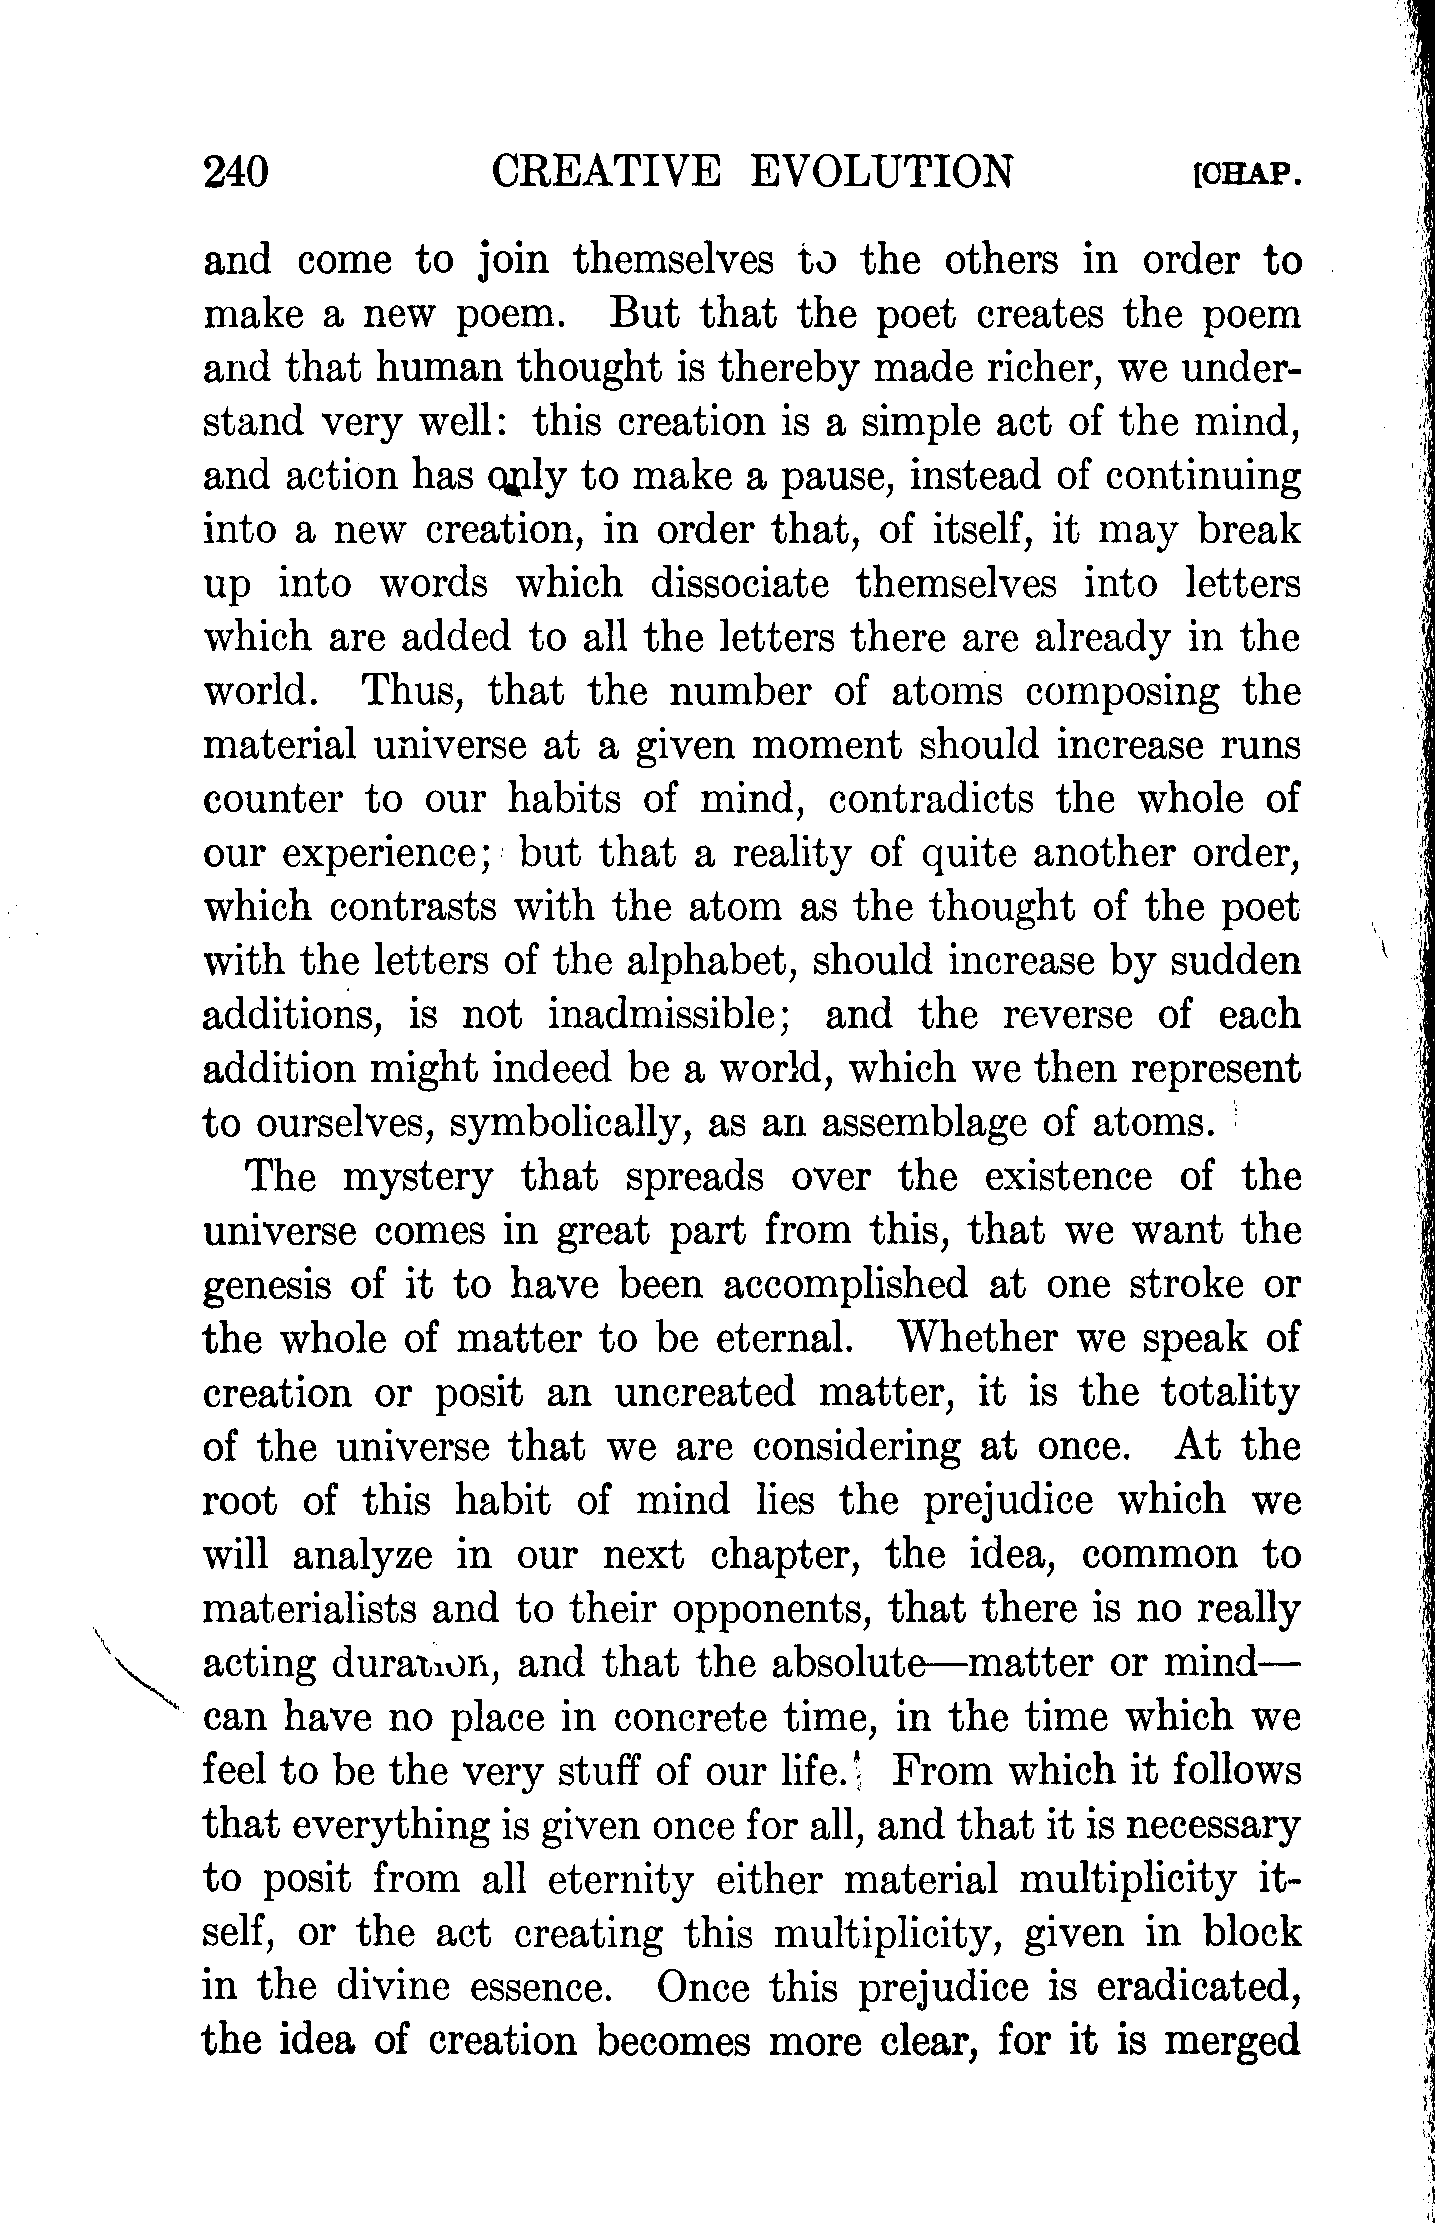 240 CREATIVE EVOLUTION [CHAP.
and come to join themselves to the others in order to
make a new poem. But that the poet creates the poem
and that human thought is thereby made richer, we under-
stand very well: this creation is a simple act of the mind,
and action has only to make a pause, instead of continuing
into a new creation, in order that, of itself, it may break
up into words which dissociate themselves into letters
which are added to all the letters there are already in the
world. Thus, that the number of atoms composing the
material universe at a given moment should increase runs
counter to our habits of mind, contradicts the whole of
our experience; but that a reality of quite another order,
which contrasts with the atom as the thought of the poet
with the letters of the alphabet, should increase by sudden
additions, is not inadmissible; and the reverse of each
addition might indeed be a world, which we then represent
to ourselves, symbolically, as an assemblage of atoms.
The mystery that spreads over the existence of the
universe comes in great part from this, that we want the
genesis of it to have been accomplished at one stroke or
the whole of matter to be eternal. Whether we speak of
creation or posit an uncreated matter, it is the totality
of the universe that we are considering at once. At the
root of this habit of mind lies the prejudice which we
will analyze in our next chapter, the idea, common to
materialists and to their opponents, that there is no really
acting duration, and that the absolute—matter or mind—
can have no place in concrete time, in the time which we
feel to be the very stuff of our life. From which it follows
that everything is given once for all, and that it is necessary
to posit from all eternity either material multiplicity it-
self, or the act creating this multiplicity, given in block
in the divine essence. Once this prejudice is eradicated,
the idea of creation becomes more clear, for it is merged